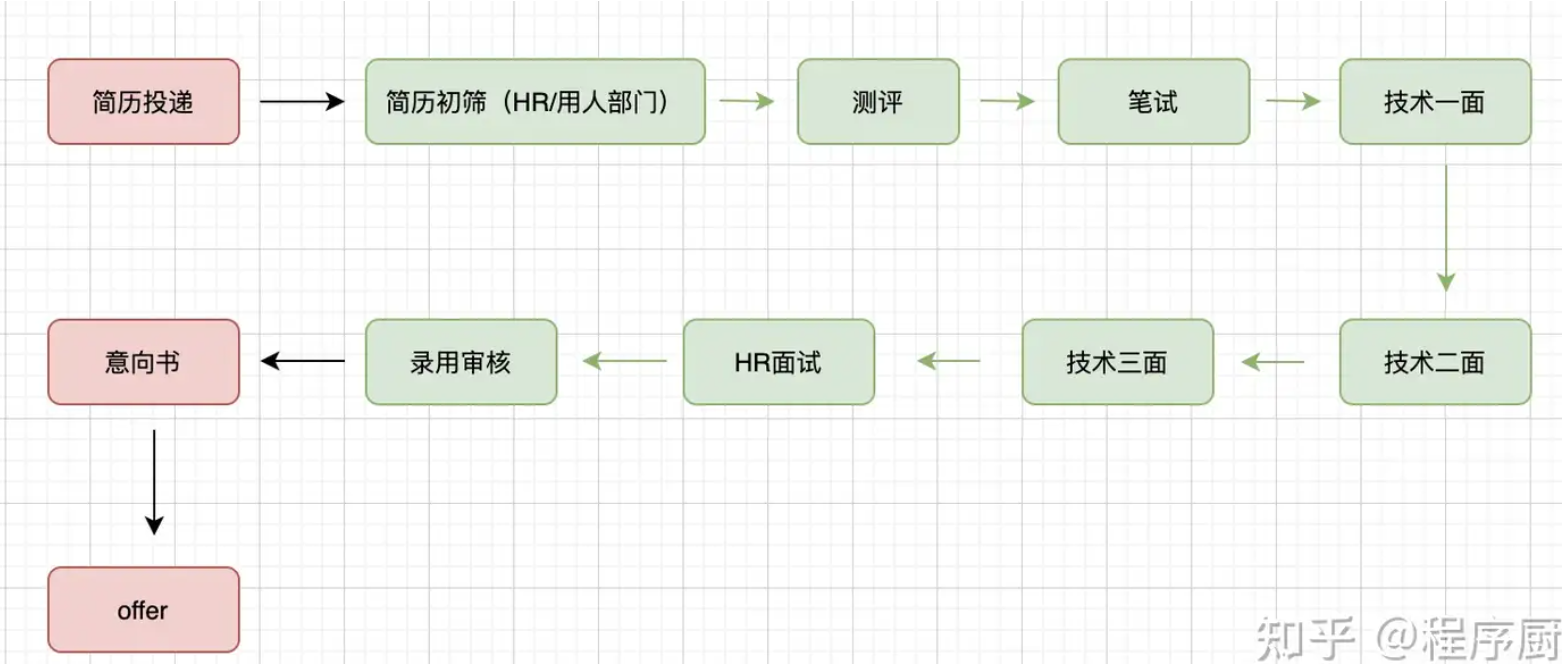 简历投递
简历初筛（HR/用人部门）
测评
笔试
技术一面
技术二面
技术三面
HR面试
录用审核
意向书
offer
知乎 @程序厨